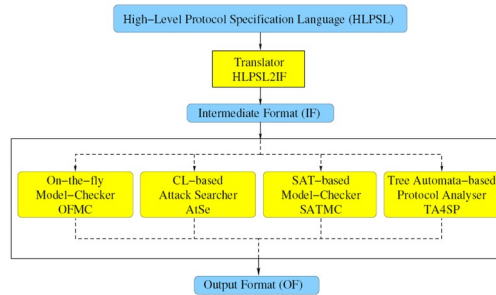 High-Level Protocol Specification Language (HLPSL)
Translator
HLPSL2IF
Intermediate Format (IF)
On-the-fly
Model-Checker
OFMC
CL-based
Attack Searcher
AtSe
SAT-based
Model-Checker
SATMC
Tree Automata-based
Protocol Analyser
TA4SP
Output Format (OF)